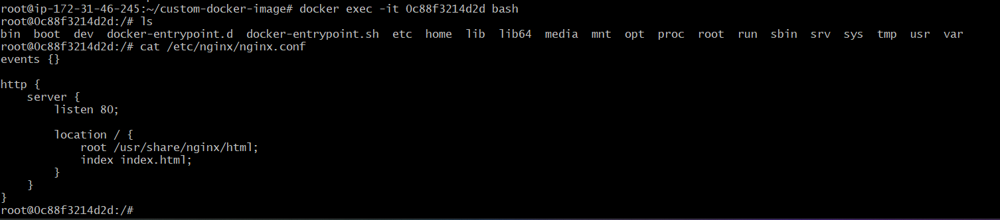 root@ip-172-31-46-245:~/custom-docker-image# docker exec -it 0c88f3214d2d bash
root@0c88f3214d2d:/# ls
bin  boot  dev  docker-entrypoint.d  docker-entrypoint.sh  etc  home  lib  lib64  media  mnt  opt  proc  root  run  sbin  srv  sys  tmp  usr  var
root@0c88f3214d2d:/# cat /etc/nginx/nginx.conf
events {}

http {
    server {
        listen 80;

        location / {
            root /usr/share/nginx/html;
            index index.html;
        }
    }
}
root@0c88f3214d2d:/#